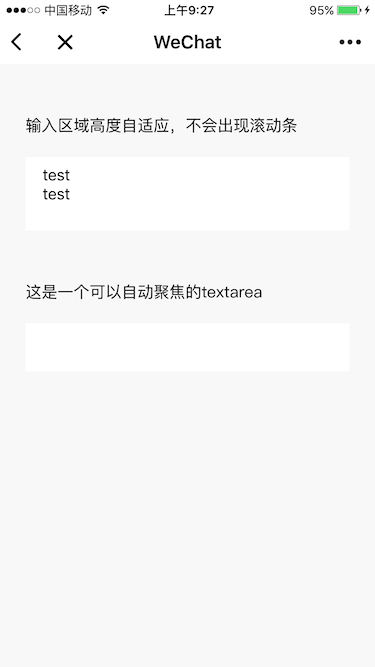 中国移动 上午9:27 95%
WeChat
输入区域高度自适应，不会出现滚动条
test
test
这是一个可以自动聚焦的textarea